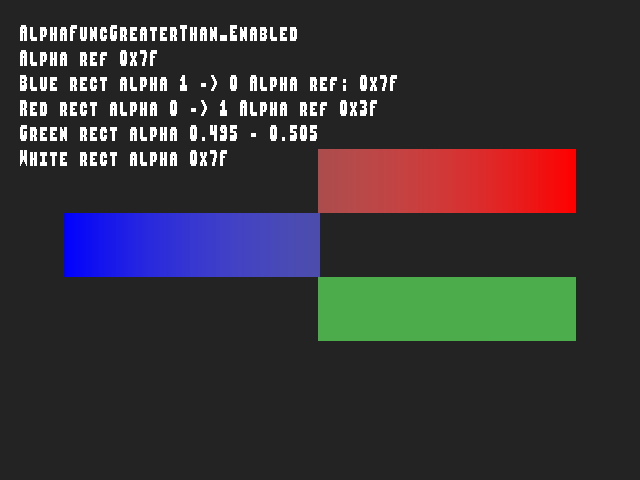 AlphaFuncGreaterThan_Enabled
Alpha ref 0x7f
Blue rect alpha 1 -> 0 Alpha ref: 0x7f
Red rect alpha 0 -> 1 Alpha ref 0x3f
Green rect alpha 0.495 - 0.505
White rect alpha 0x7f